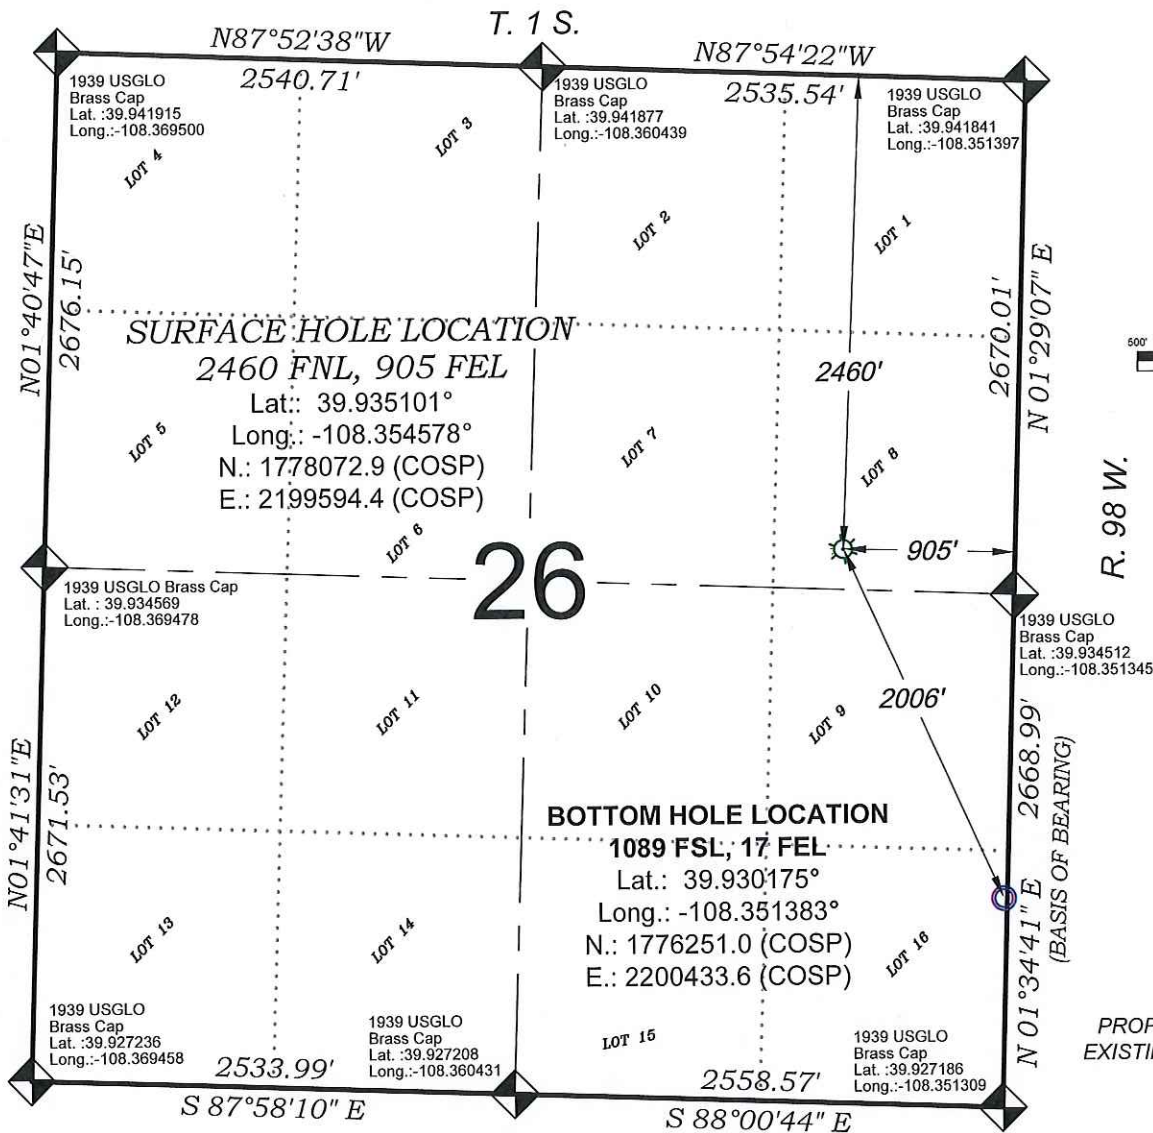 T. 1 S.
N87°52'38"W
N87°54'22"W
2540.71'
2535.54'
1939 USGLO
Brass Cap
Lat. :39.941915
Long.:-108.369500
1939 USGLO
Brass Cap
Lat. :39.941877
Long.:-108.360439
1939 USGLO
Brass Cap
Lat. :39.941841
Long.:-108.351397
LOT 4
LOT 3
LOT 2
LOT 1
N01°40'47"E
2676.15'
2670.01'
N 01°29'07" E
SURFACE HOLE LOCATION
2460 FNL, 905 FEL
Lat.: 39.935101°
Long.: -108.354578°
N.: 1778072.9 (COSP)
E.: 2199594.4 (COSP)
2460'
500'
LOT 5
LOT 6
LOT 7
LOT 8
R. 98 W.
905'
26
1939 USGLO Brass Cap
Lat. : 39.934569
Long.:-108.369478
1939 USGLO
Brass Cap
Lat. :39.934512
Long.:-108.351345
2006'
LOT 12
LOT 11
LOT 10
LOT 9
N01°41'31"E
2671.53'
2668.99'
(BASIS OF BEARING)
N 01°34'41" E
BOTTOM HOLE LOCATION
1089 FSL, 17 FEL
Lat.: 39.930175°
Long.: -108.351383°
N.: 1776251.0 (COSP)
E.: 2200433.6 (COSP)
LOT 13
LOT 14
LOT 16
LOT 15
1939 USGLO
Brass Cap
Lat. :39.927236
Long.:-108.369458
1939 USGLO
Brass Cap
Lat. :39.927208
Long.:-108.360431
1939 USGLO
Brass Cap
Lat. :39.927186
Long.:-108.351309
PROP
EXISTI
2533.99'
2558.57'
S 87°58'10" E
S 88°00'44" E